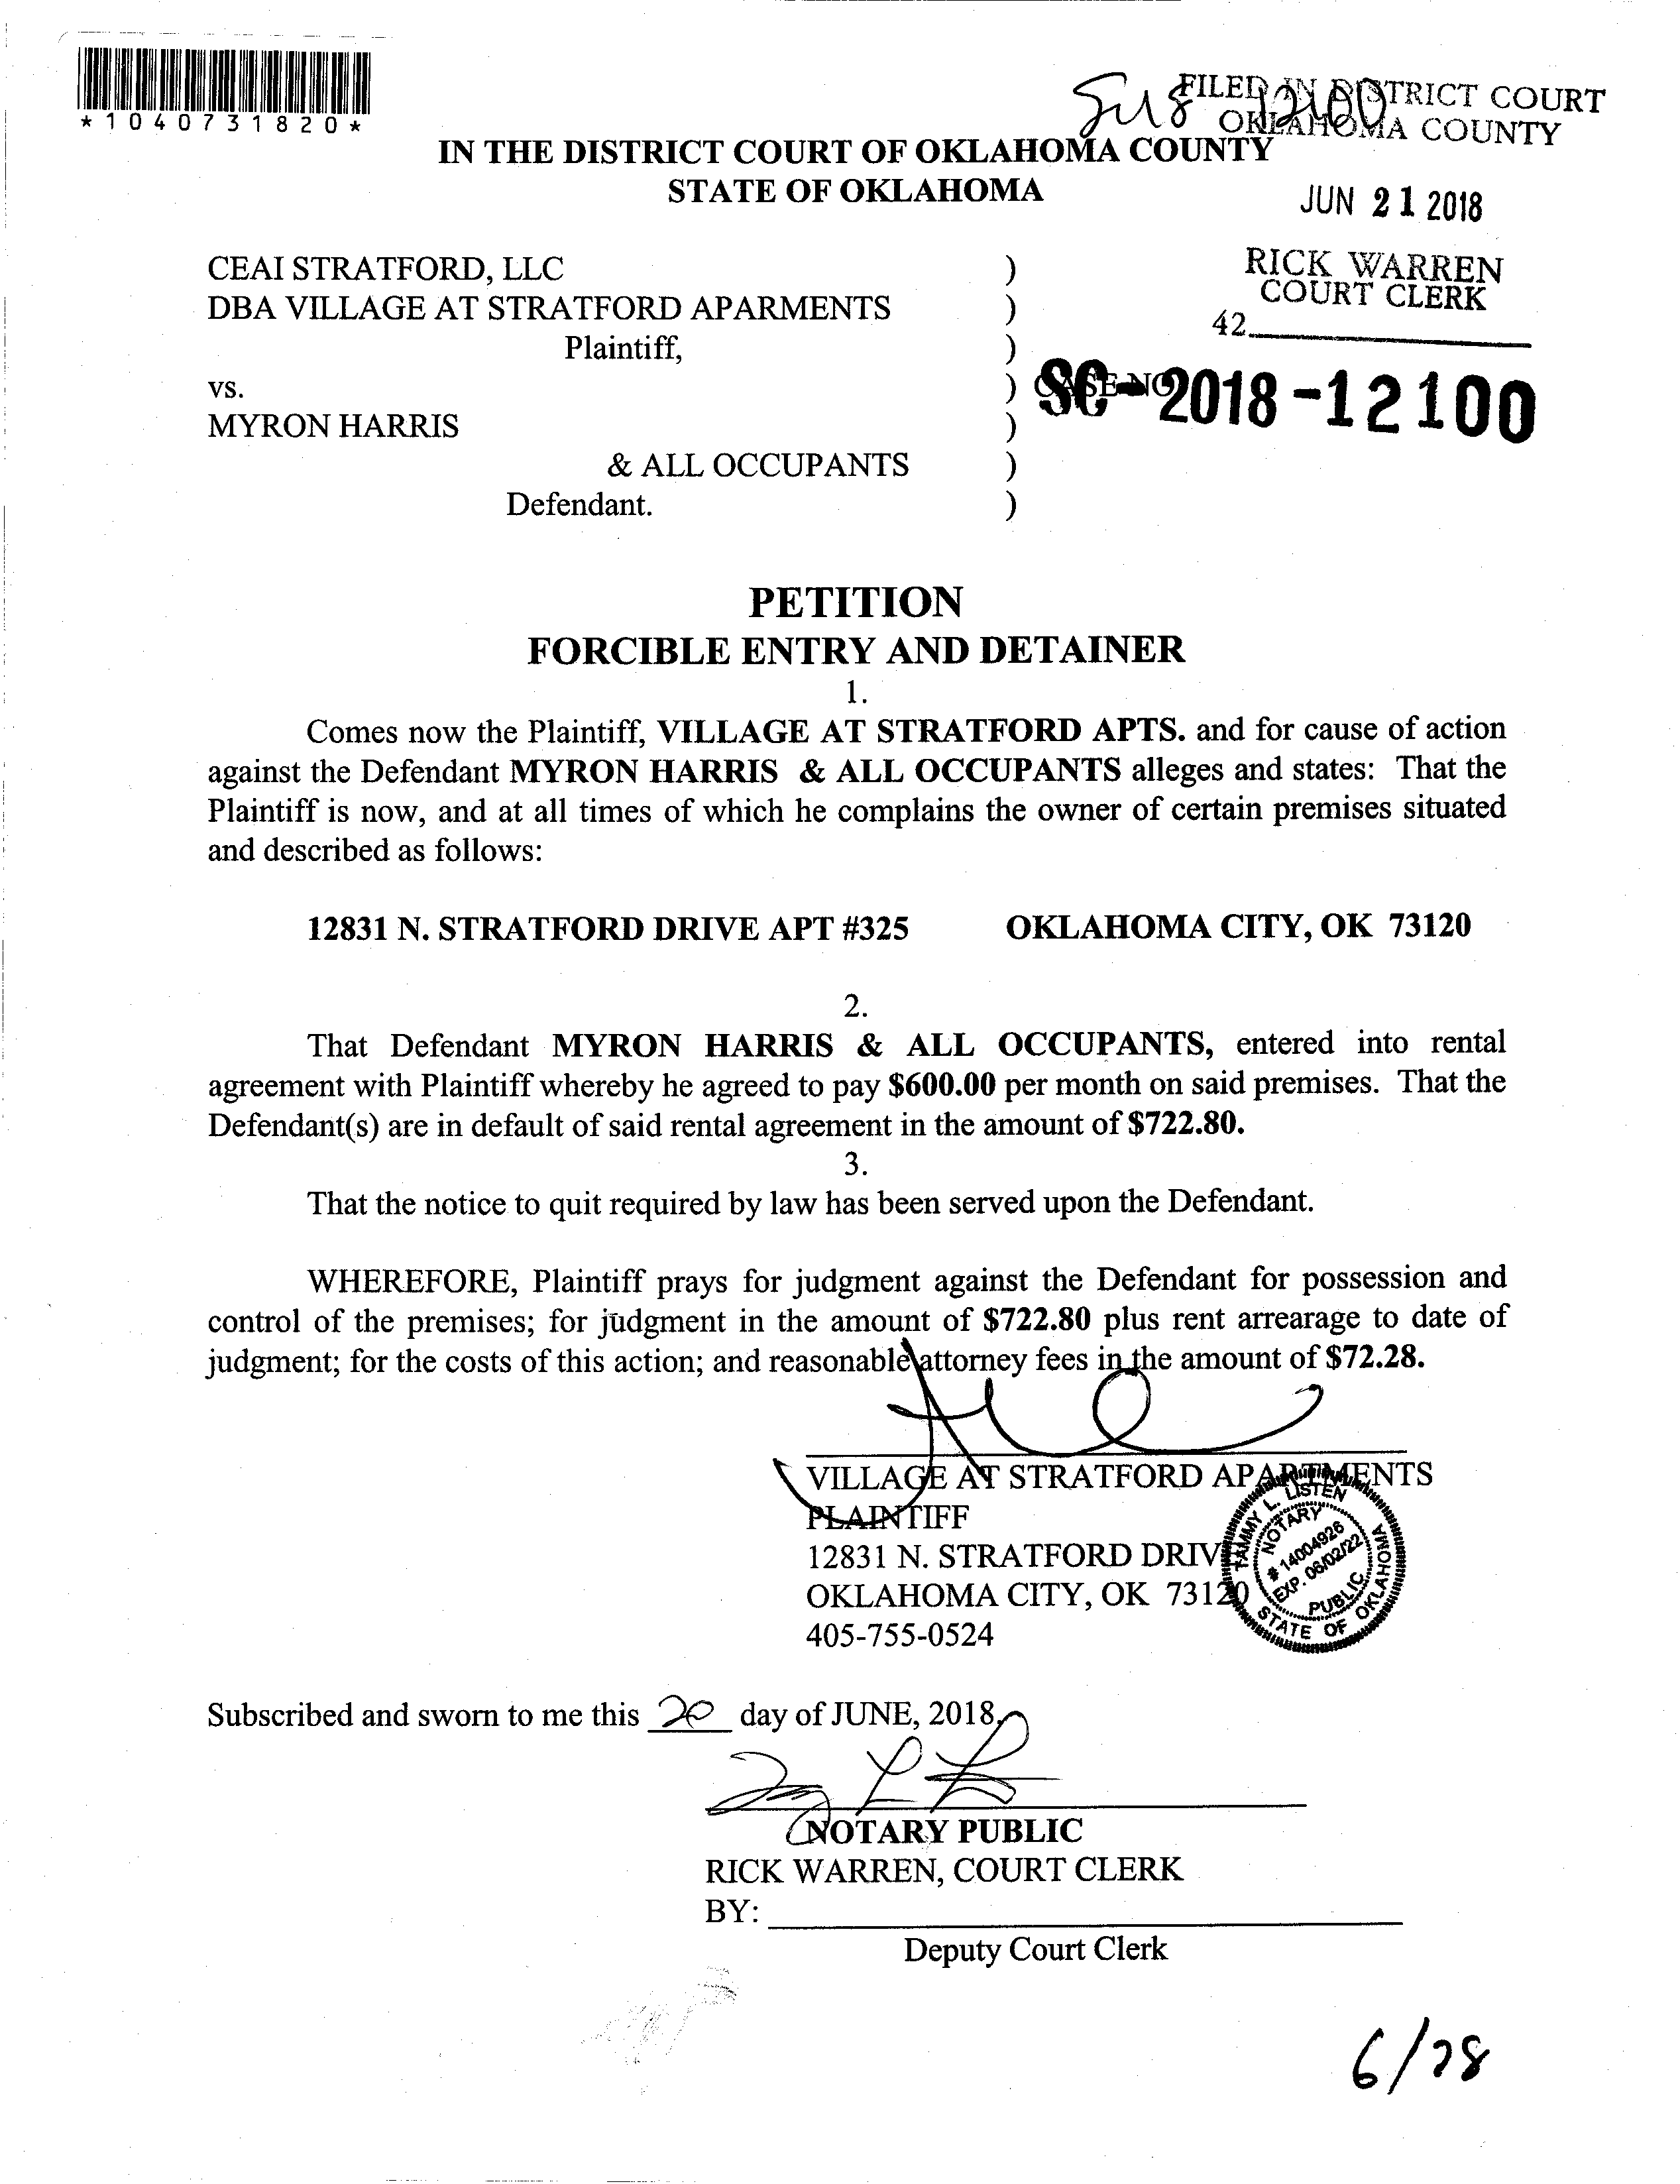 *1040731820*
FILED IN DISTRICT COURT
OKLAHOMA COUNTY
12100
IN THE DISTRICT COURT OF OKLAHOMA COUNTY
STATE OF OKLAHOMA
JUN 21 2018
CEAI STRATFORD, LLC )
RICK WARREN
COURT CLERK
DBA VILLAGE AT STRATFORD APARMENTS )
42
Plaintiff, )
vs. ) CASE NO
SC-2018-12100
MYRON HARRIS )
& ALL OCCUPANTS )
Defendant. )
PETITION
FORCIBLE ENTRY AND DETAINER
1.
Comes now the Plaintiff, VILLAGE AT STRATFORD APTS. and for cause of action
against the Defendant MYRON HARRIS & ALL OCCUPANTS alleges and states: That the
Plaintiff is now, and at all times of which he complains the owner of certain premises situated
and described as follows:
12831 N. STRATFORD DRIVE APT #325 OKLAHOMA CITY, OK 73120
2.
That Defendant MYRON HARRIS & ALL OCCUPANTS, entered into rental
agreement with Plaintiff whereby he agreed to pay $600.00 per month on said premises. That the
Defendant(s) are in default of said rental agreement in the amount of $722.80.
3.
That the notice to quit required by law has been served upon the Defendant.
WHEREFORE, Plaintiff prays for judgment against the Defendant for possession and
control of the premises; for judgment in the amount of $722.80 plus rent arrearage to date of
judgment; for the costs of this action; and reasonable attorney fees in the amount of $72.28.
VILLAGE AT STRATFORD APARTMENTS
PLAINTIFF
12831 N. STRATFORD DRIV
OKLAHOMA CITY, OK 73120
405-755-0524
TAMMY L. LISTEN
NOTARY
# 14004926
EXP. 06/02/22
PUBLIC
STATE OF OKLAHOMA
Subscribed and sworn to me this 20 day of JUNE, 2018.
NOTARY PUBLIC
RICK WARREN, COURT CLERK
BY:
Deputy Court Clerk
6/28